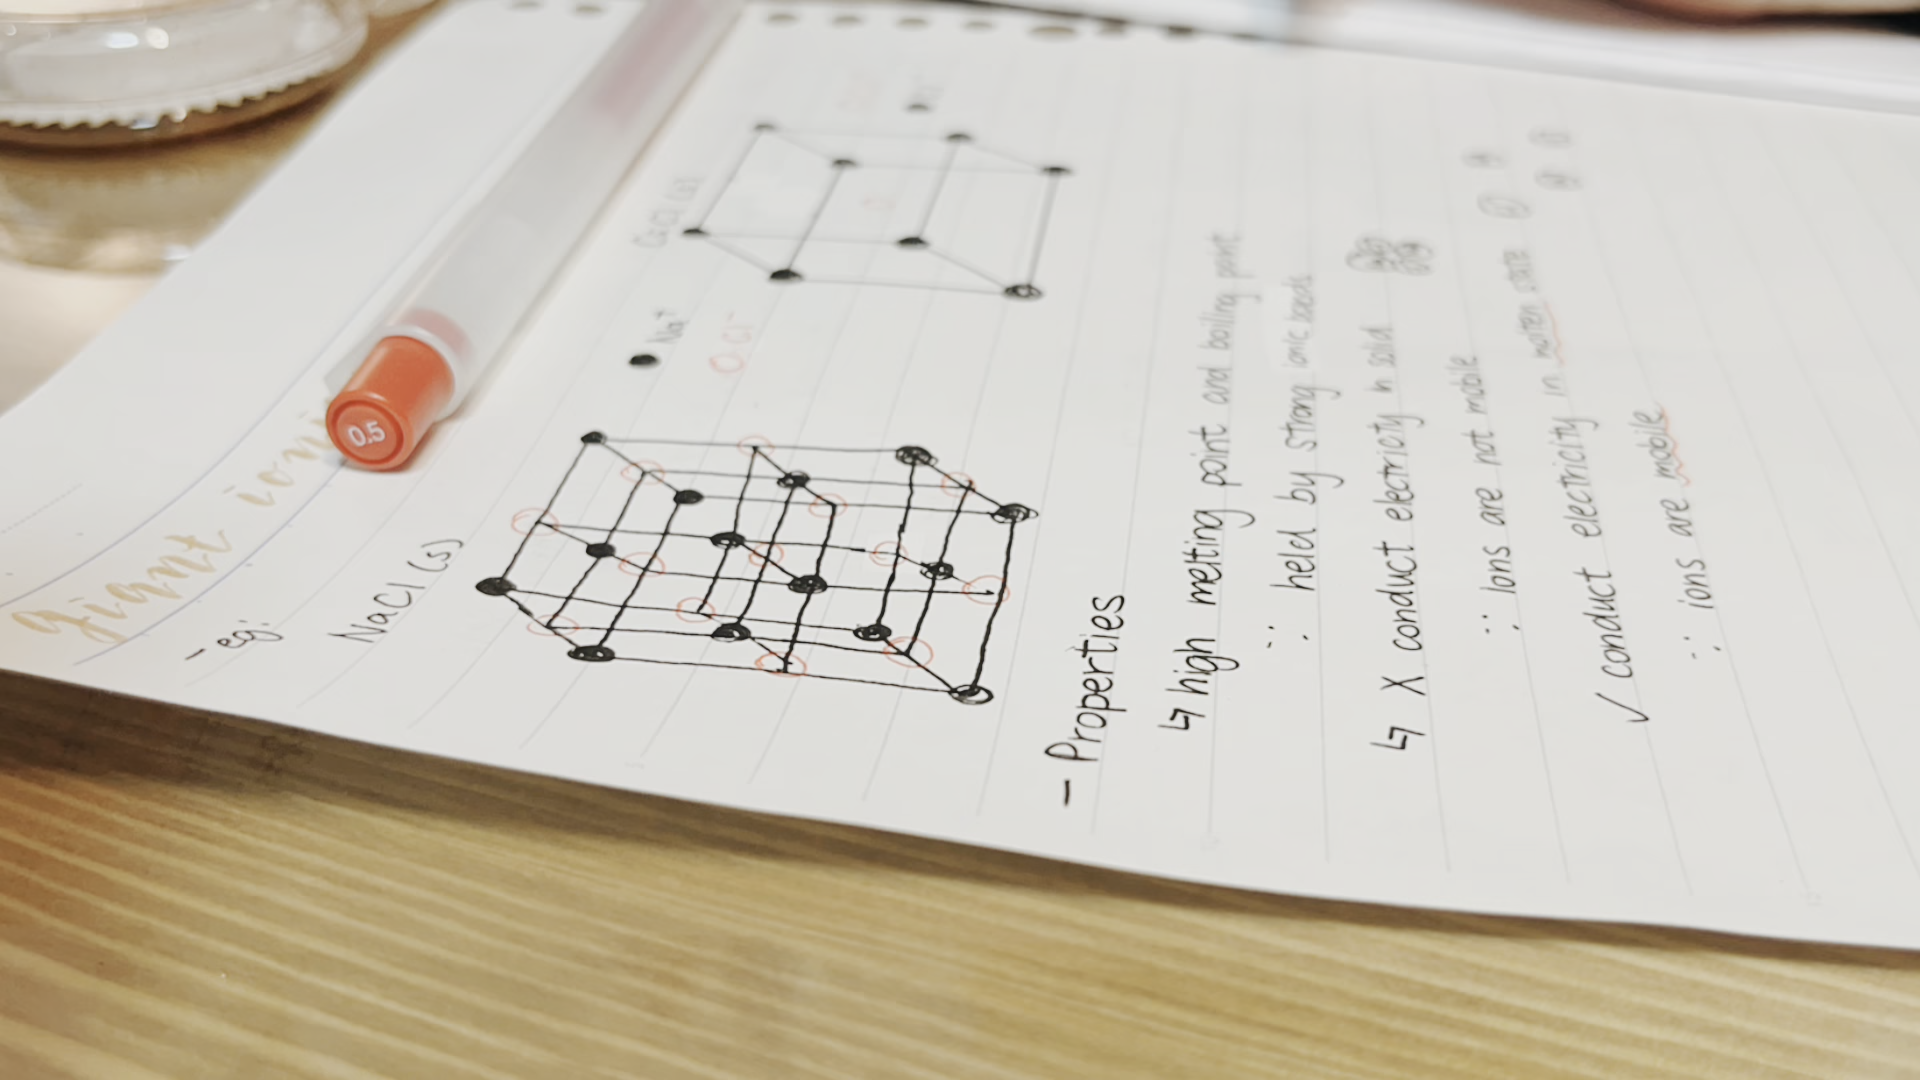 giant ioni
- eg:
NaCl (s)
● Na⁺
O Cl⁻
CsCl (s)
- Properties
↳ high melting point and boiling point
∵ held by strong ionic bonds
↳ X conduct electricity in solid
∵ ions are not mobile
✓ conduct electricity in molten state
∵ ions are mobile
0.5